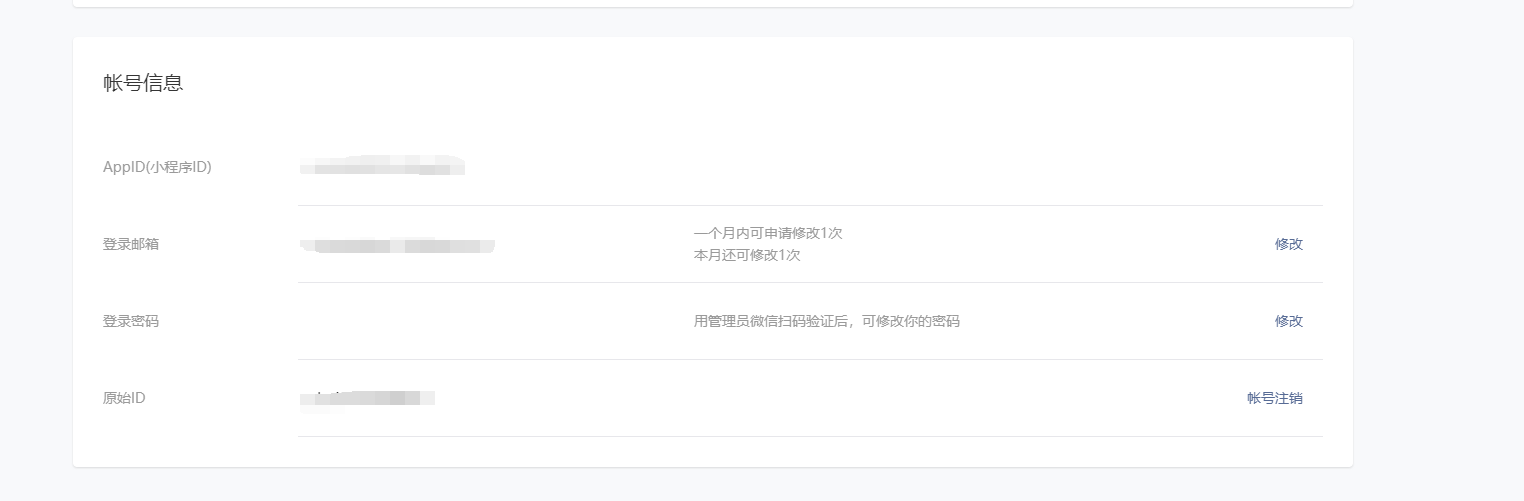 帐号信息
AppID(小程序ID)
登录邮箱
一个月内可申请修改1次
本月还可修改1次
修改
登录密码
用管理员微信扫码验证后，可修改你的密码
修改
原始ID
帐号注销